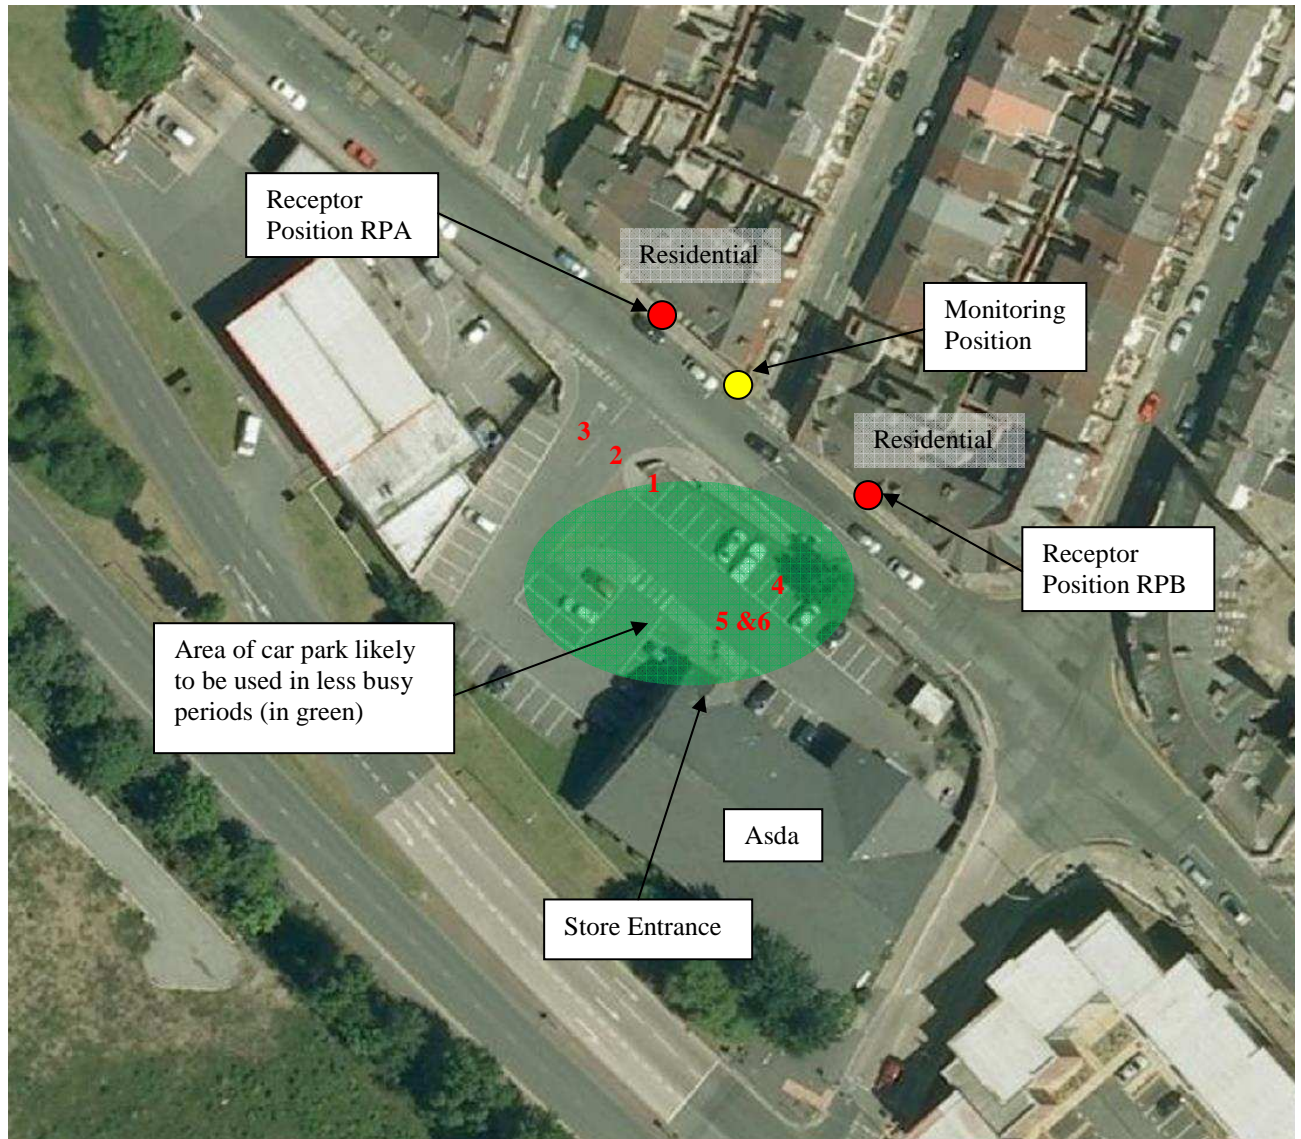 Receptor
Position RPA
Residential
Monitoring
Position
3
2
1
Residential
4
5 &6
Receptor
Position RPB
Area of car park likely
to be used in less busy
periods (in green)
Asda
Store Entrance